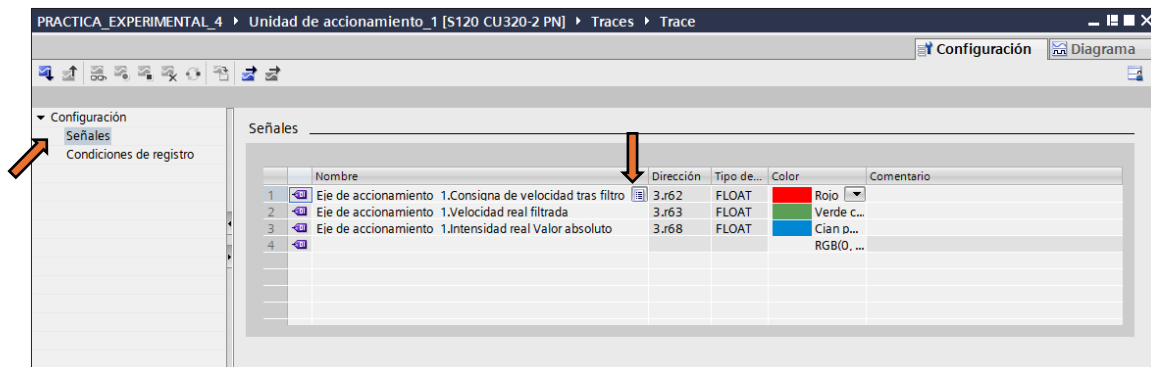 PRACTICA_EXPERIMENTAL_4 ▸ Unidad de accionamiento_1 [S120 CU320-2 PN] ▸ Traces ▸ Trace
Configuración Diagrama
Configuración
Señales
Condiciones de registro
Señales
Nombre Dirección Tipo de... Color Comentario
1 Eje de accionamiento 1.Consigna de velocidad tras filtro 3.r62 FLOAT Rojo
2 Eje de accionamiento 1.Velocidad real filtrada 3.r63 FLOAT Verde c...
3 Eje de accionamiento 1.Intensidad real Valor absoluto 3.r68 FLOAT Cian p...
4 RGB(0, ...